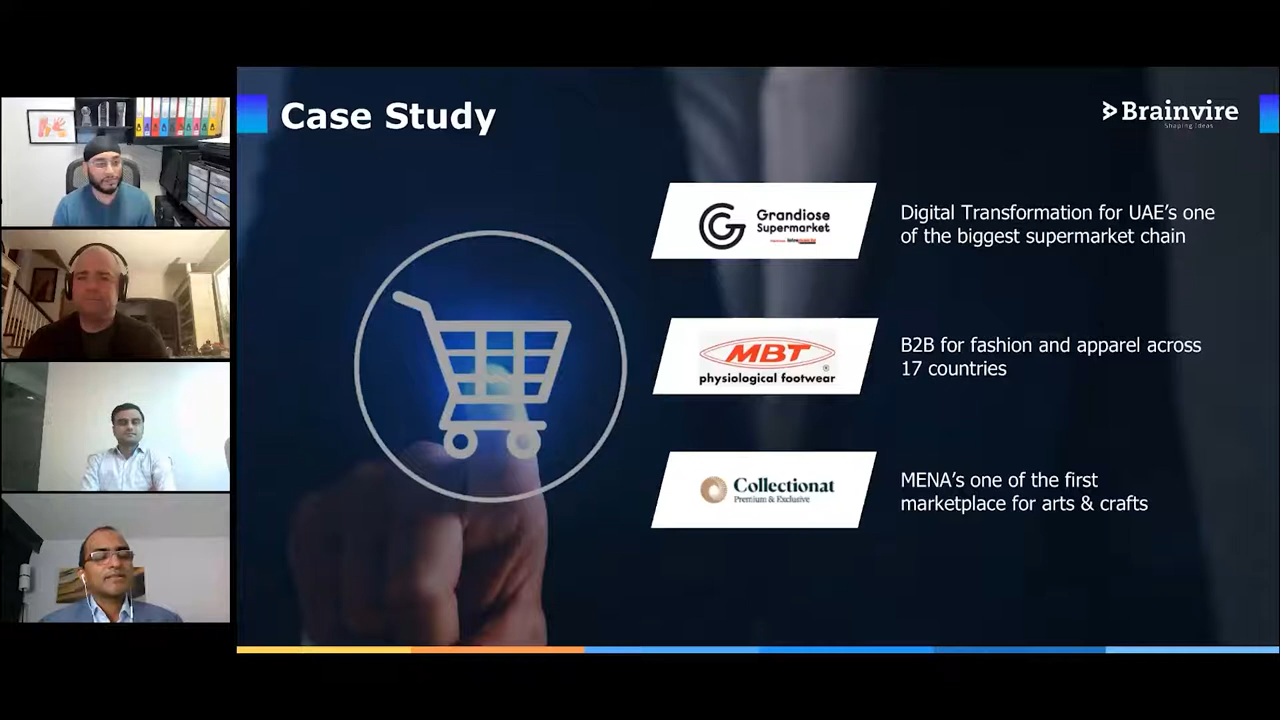 Case Study
Brainvire
Shaping Ideas
Grandiose
Supermarket
Digital Transformation for UAE’s one
of the biggest supermarket chain
MBT
®
physiological footwear
B2B for fashion and apparel across
17 countries
Collectionat
Premium & Exclusive
MENA’s one of the first
marketplace for arts & crafts